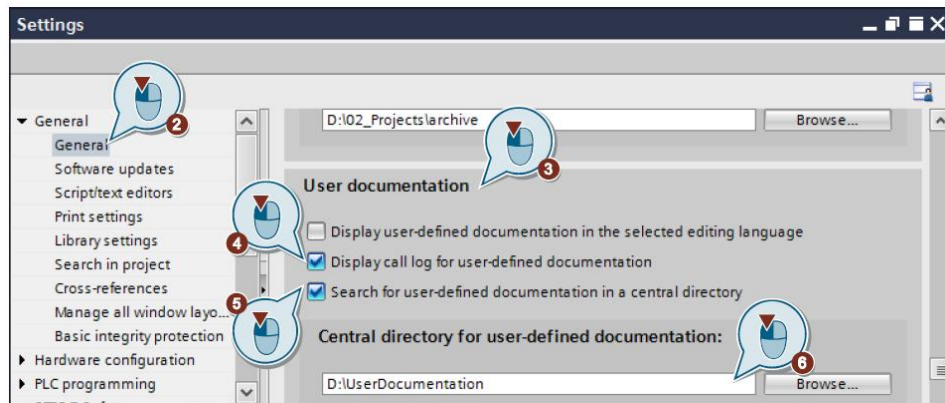 Settings
General
General
Software updates
Script/text editors
Print settings
Library settings
Search in project
Cross-references
Manage all window layo...
Basic integrity protection
Hardware configuration
PLC programming
2
D:\02_Projects\archive
Browse...
3
User documentation
4
Display user-defined documentation in the selected editing language
Display call log for user-defined documentation
5
Search for user-defined documentation in a central directory
Central directory for user-defined documentation:
6
D:\UserDocumentation
Browse...